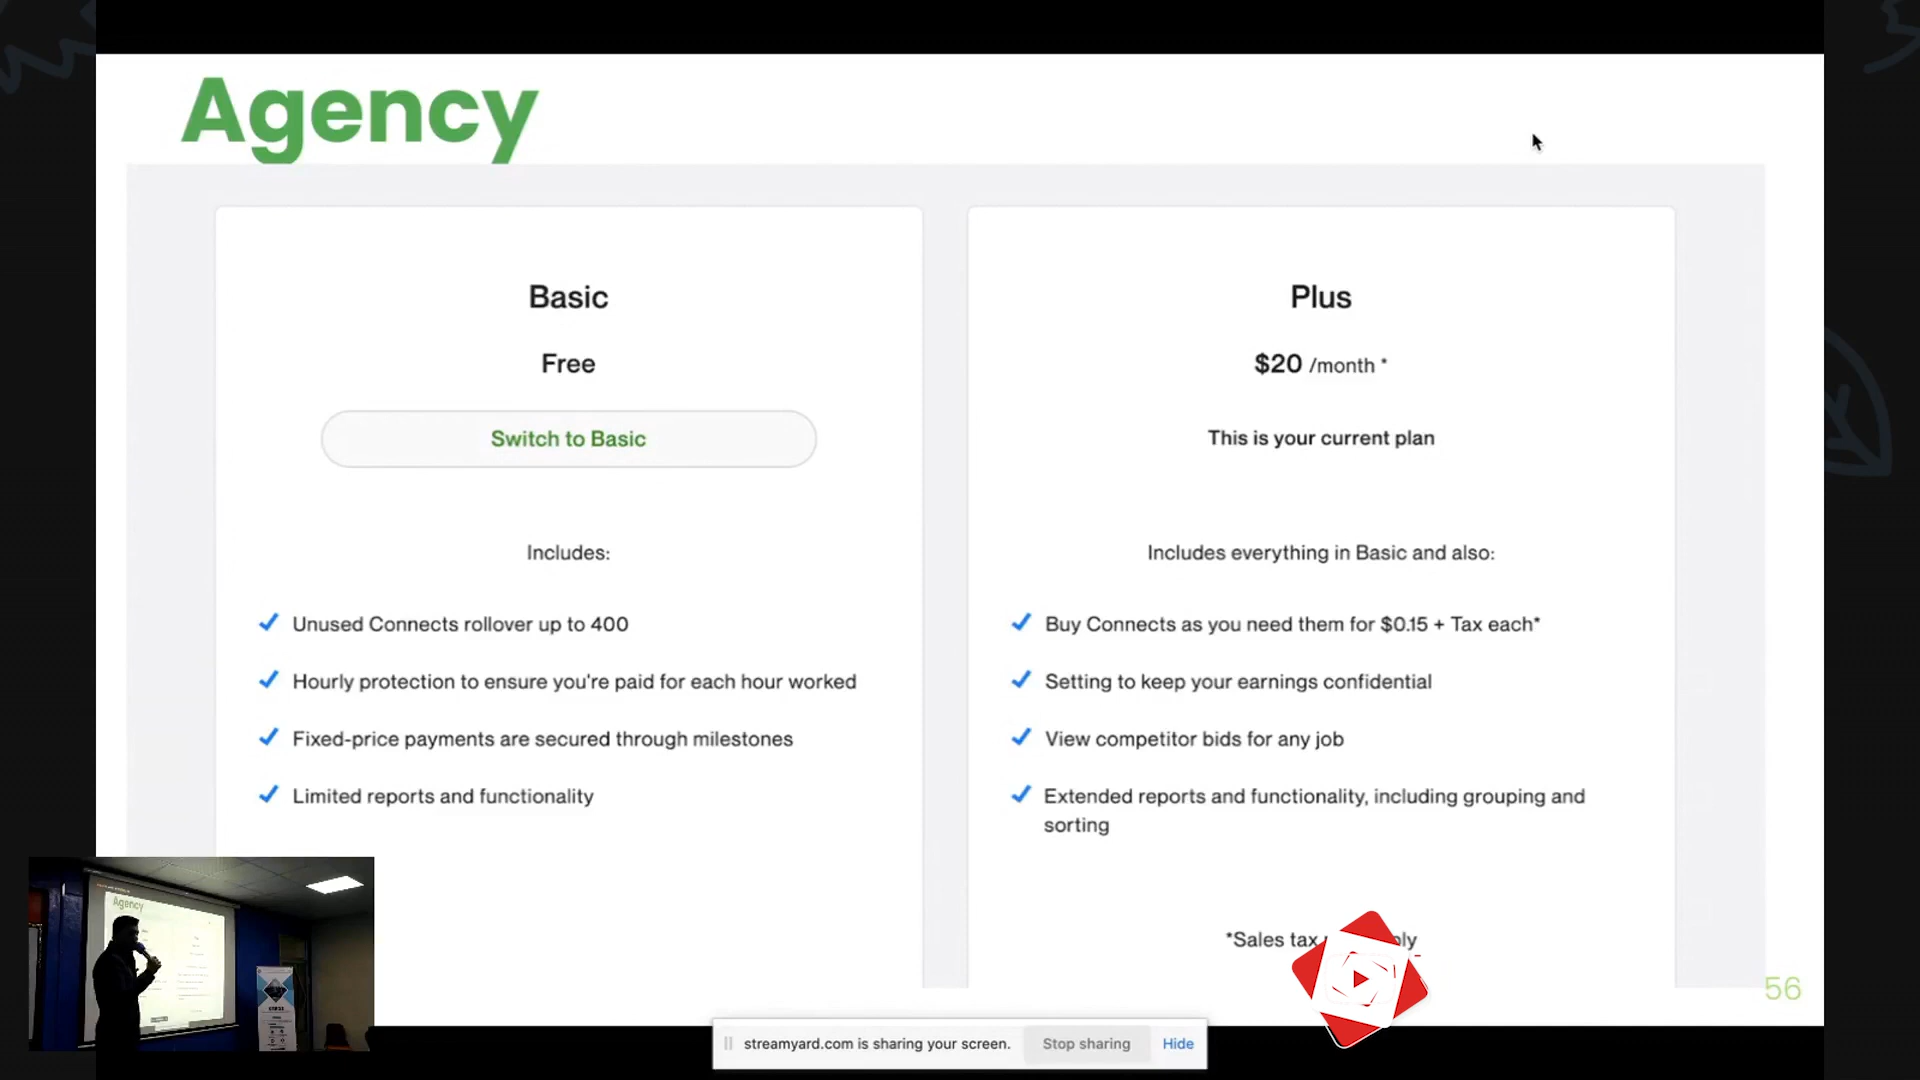 Agency
Basic
Free
Switch to Basic
Includes:
Unused Connects rollover up to 400
Hourly protection to ensure you're paid for each hour worked
Fixed-price payments are secured through milestones
Limited reports and functionality
Plus
$20 /month *
This is your current plan
Includes everything in Basic and also:
Buy Connects as you need them for $0.15 + Tax each*
Setting to keep your earnings confidential
View competitor bids for any job
Extended reports and functionality, including grouping and
sorting
*Sales tax
56
Agency
streamyard.com is sharing your screen.
Stop sharing
Hide